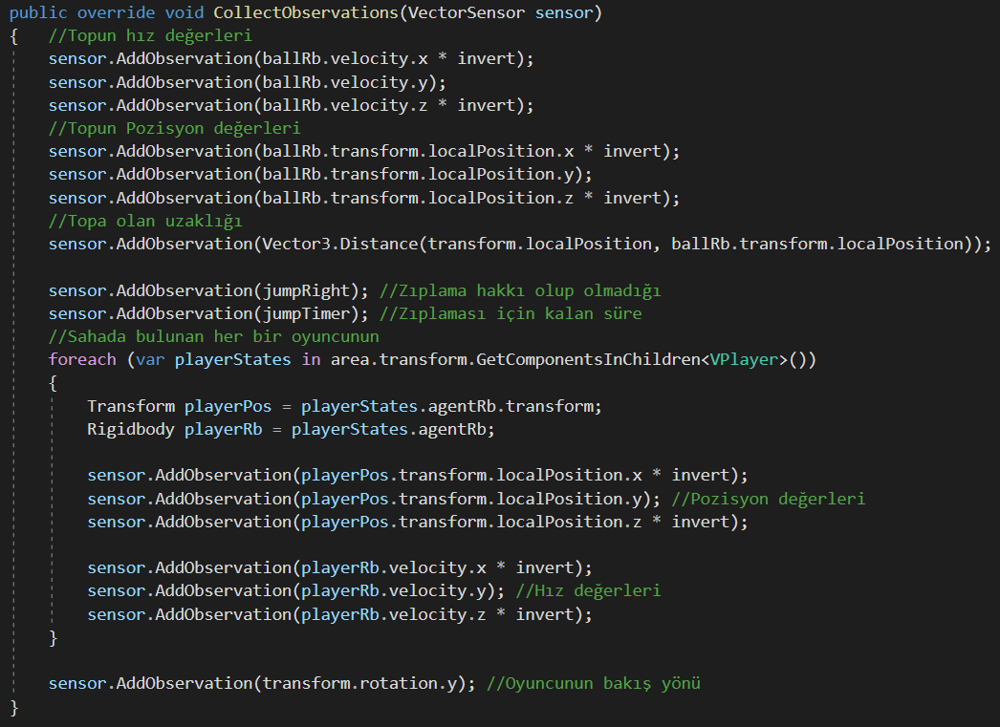 public override void CollectObservations(VectorSensor sensor)
{   //Topun hız değerleri
    sensor.AddObservation(ballRb.velocity.x * invert);
    sensor.AddObservation(ballRb.velocity.y);
    sensor.AddObservation(ballRb.velocity.z * invert);
    //Topun Pozisyon değerleri
    sensor.AddObservation(ballRb.transform.localPosition.x * invert);
    sensor.AddObservation(ballRb.transform.localPosition.y);
    sensor.AddObservation(ballRb.transform.localPosition.z * invert);
    //Topa olan uzaklığı
    sensor.AddObservation(Vector3.Distance(transform.localPosition, ballRb.transform.localPosition));

    sensor.AddObservation(jumpRight); //Zıplama hakkı olup olmadığı
    sensor.AddObservation(jumpTimer); //Zıplaması için kalan süre
    //Sahada bulunan her bir oyuncunun
    foreach (var playerStates in area.transform.GetComponentsInChildren<VPlayer>())
    {
        Transform playerPos = playerStates.agentRb.transform;
        Rigidbody playerRb = playerStates.agentRb;

        sensor.AddObservation(playerPos.transform.localPosition.x * invert);
        sensor.AddObservation(playerPos.transform.localPosition.y); //Pozisyon değerleri
        sensor.AddObservation(playerPos.transform.localPosition.z * invert);

        sensor.AddObservation(playerRb.velocity.x * invert);
        sensor.AddObservation(playerRb.velocity.y); //Hız değerleri
        sensor.AddObservation(playerRb.velocity.z * invert);
    }

    sensor.AddObservation(transform.rotation.y); //Oyuncunun bakış yönü
}